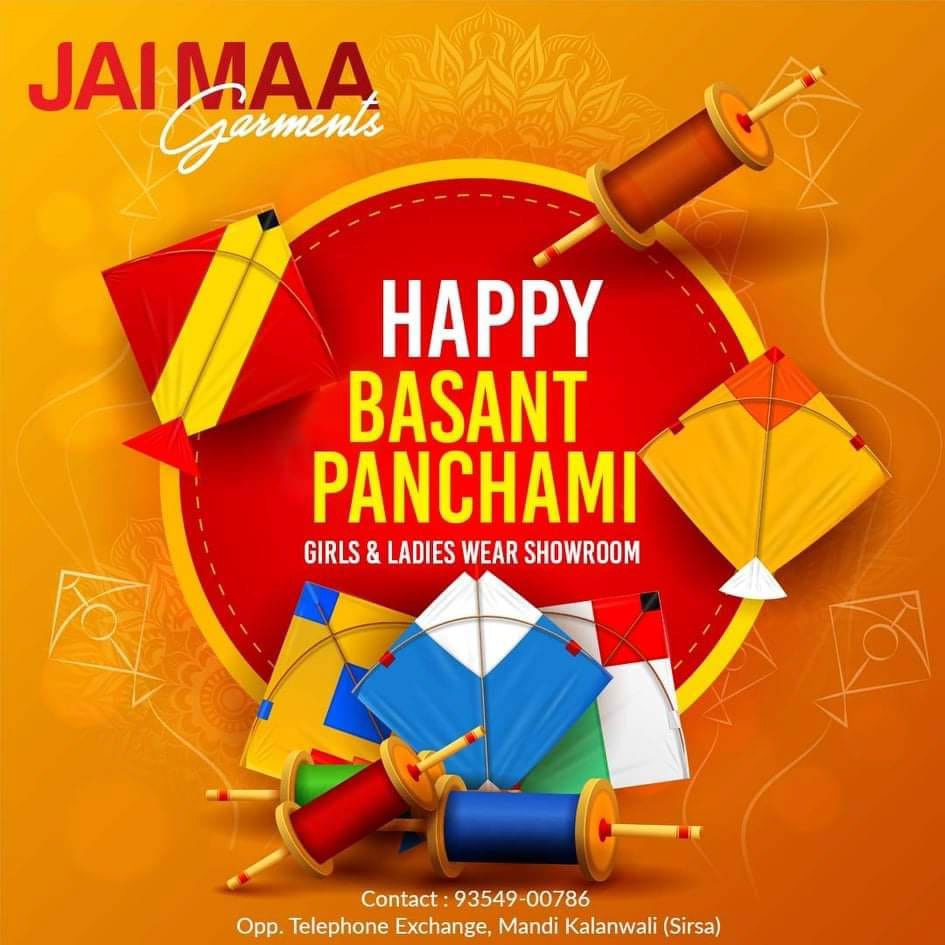 JAI MAA
Garments
HAPPY
BASANT
PANCHAMI
GIRLS & LADIES WEAR SHOWROOM
Contact : 93549-00786
Opp. Telephone Exchange, Mandi Kalanwali (Sirsa)